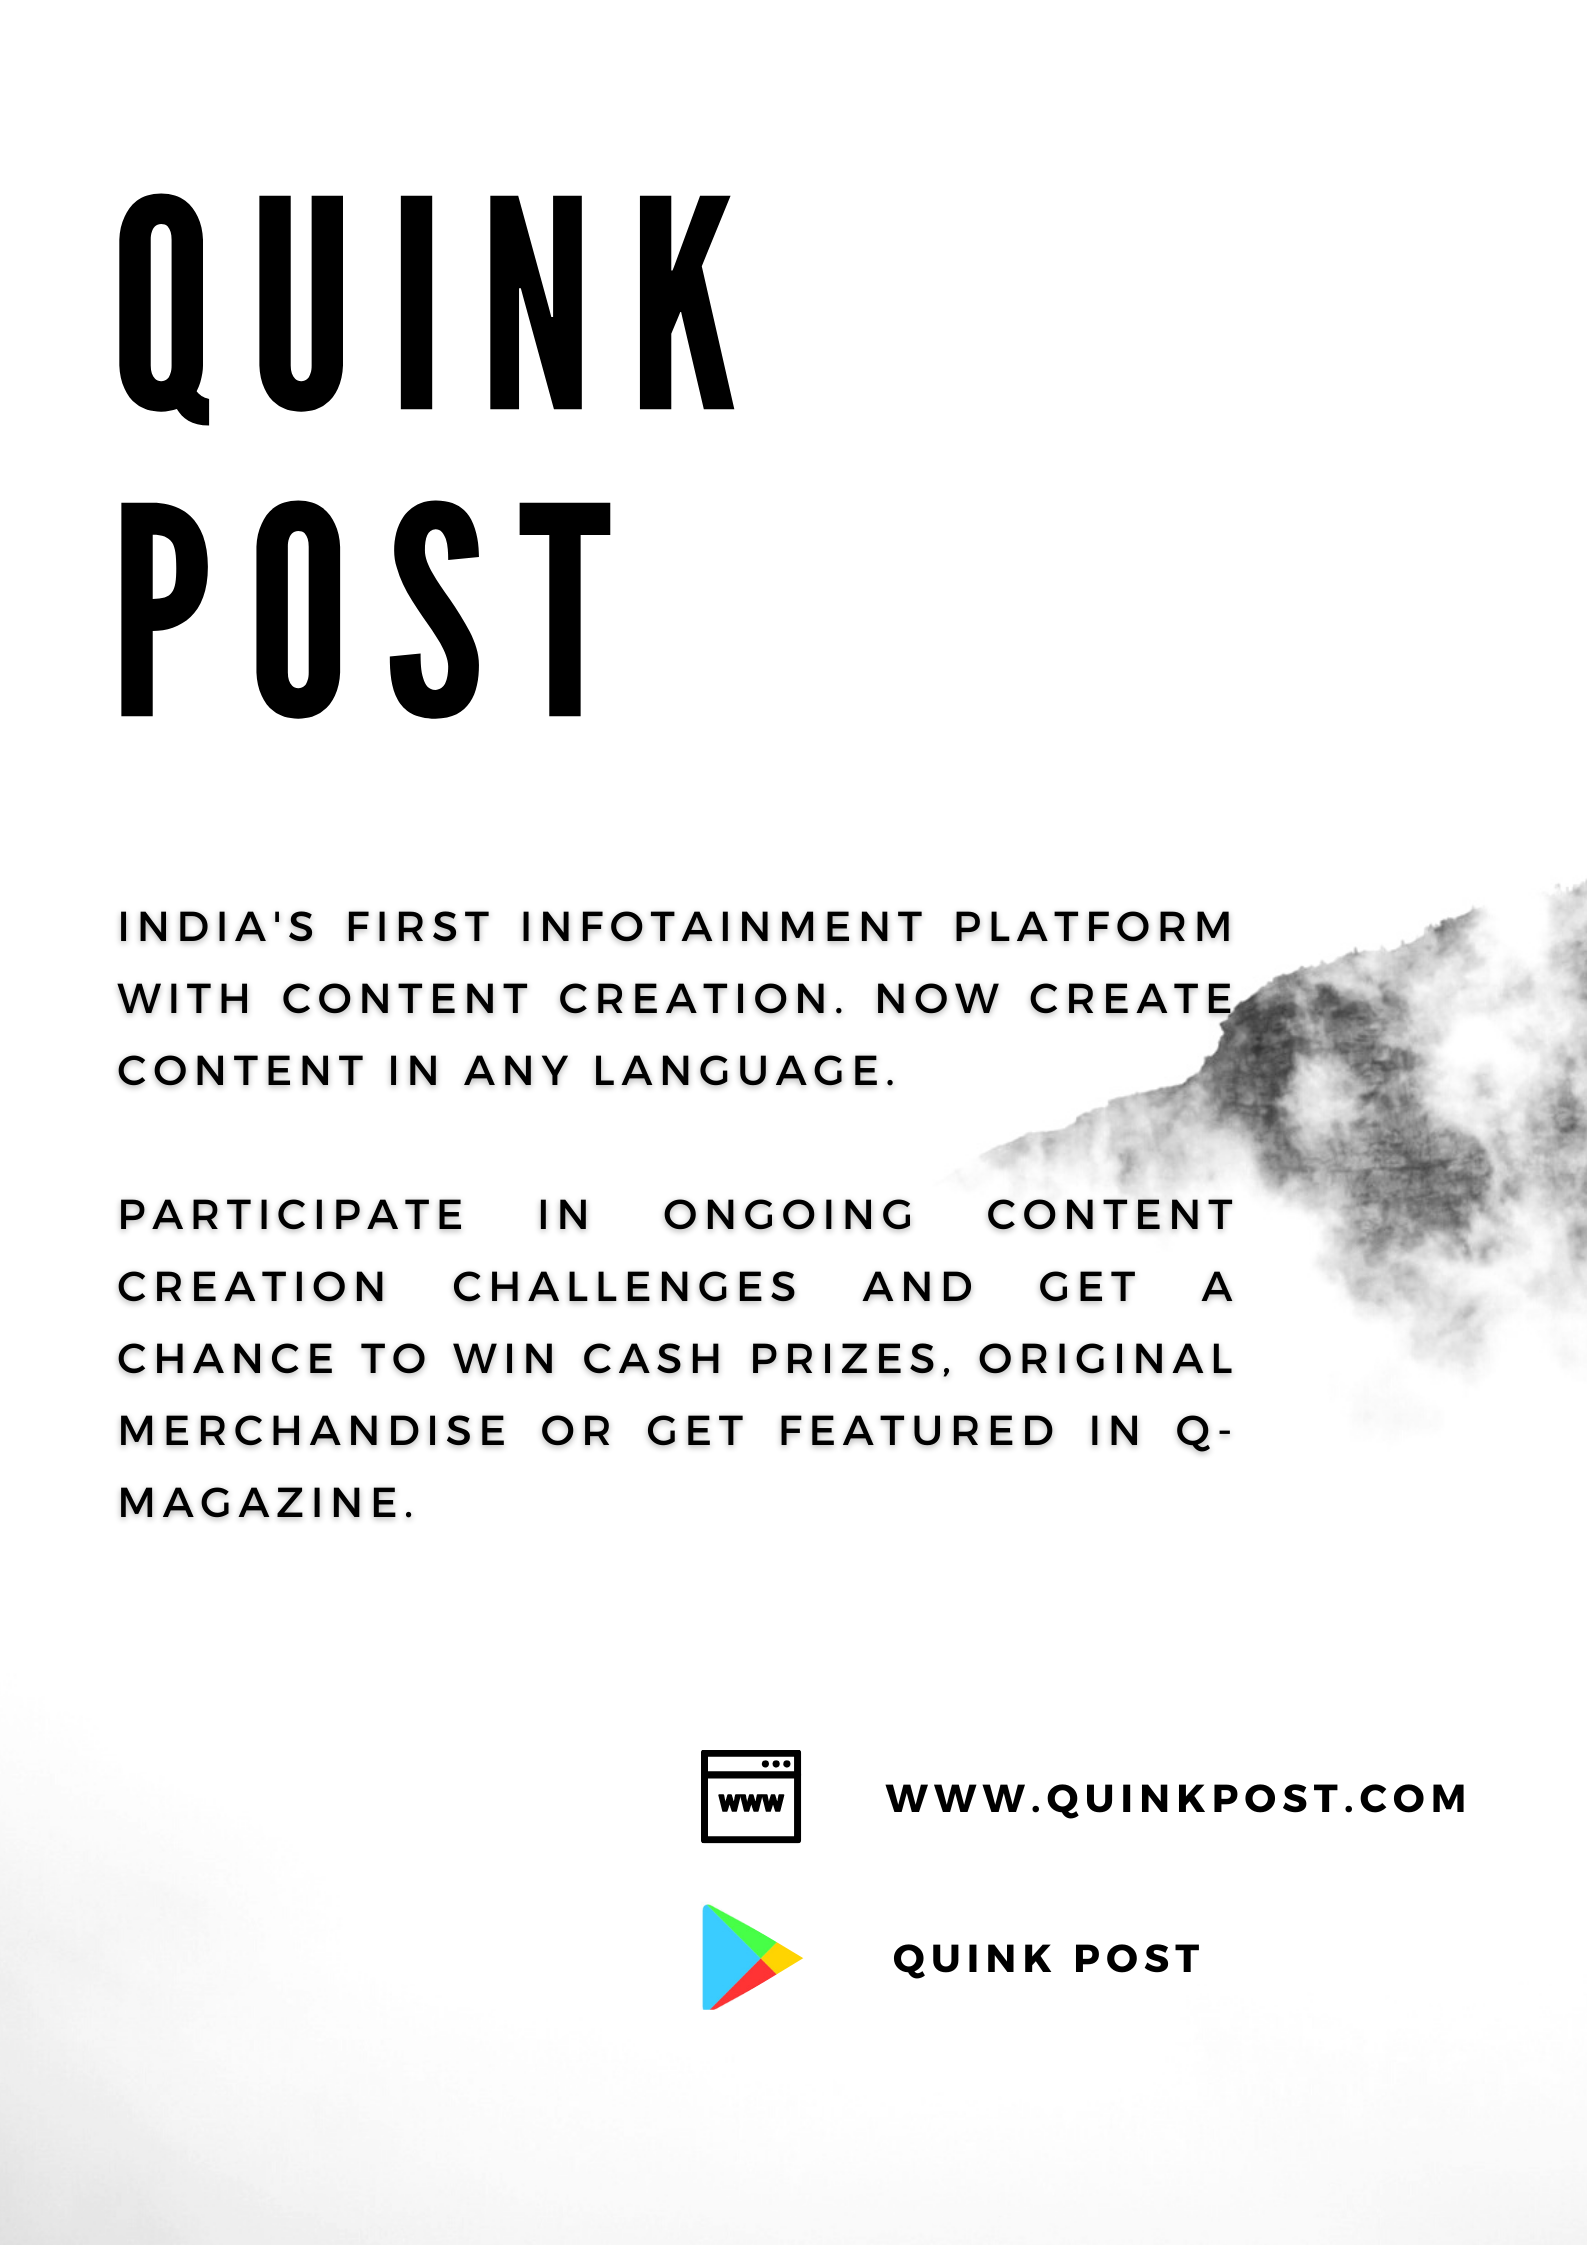 QUINK
POST
INDIA'S FIRST INFOTAINMENT PLATFORM
WITH CONTENT CREATION. NOW CREATE
CONTENT IN ANY LANGUAGE.
PARTICIPATE IN ONGOING CONTENT
CREATION CHALLENGES AND GET A
CHANCE TO WIN CASH PRIZES, ORIGINAL
MERCHANDISE OR GET FEATURED IN Q-
MAGAZINE.
WWW
WWW.QUINKPOST.COM
QUINK POST